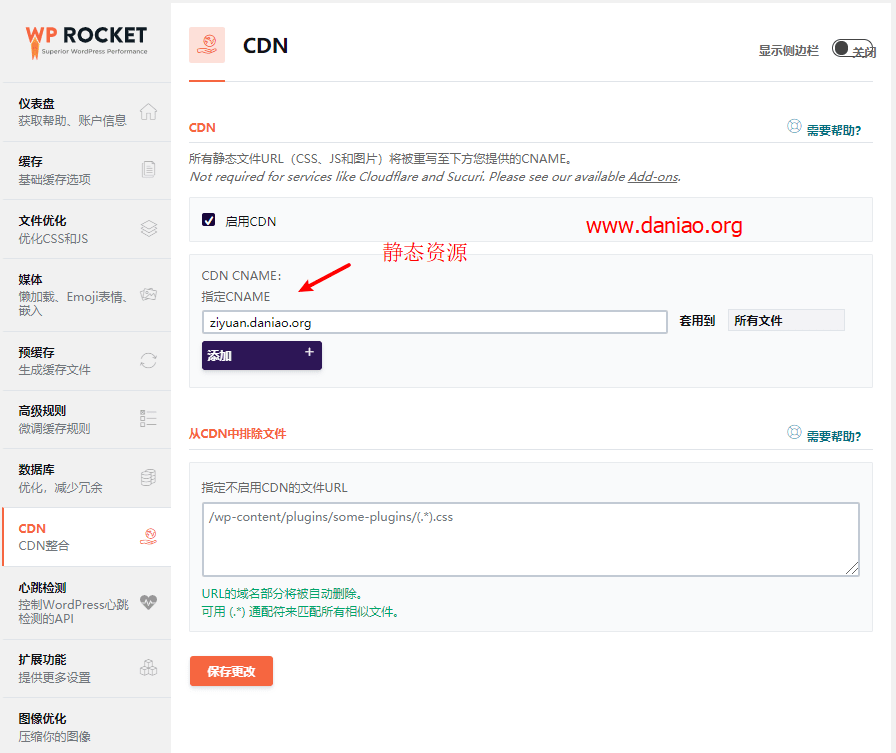 WP ROCKET
Superior WordPress Performance
仪表盘
获取帮助、账户信息
缓存
基础缓存选项
文件优化
优化CSS和JS
媒体
懒加载、Emoji表情、
嵌入
预缓存
生成缓存文件
高级规则
微调缓存规则
数据库
优化，减少冗余
CDN
CDN整合
心跳检测
控制WordPress心跳
检测的API
扩展功能
提供更多设置
图像优化
压缩你的图像
CDN
显示侧边栏 关闭
CDN 需要帮助?
所有静态文件URL（CSS、JS和图片）将被重写至下方您提供的CNAME。
Not required for services like Cloudflare and Sucuri. Please see our available Add-ons.
启用CDN
www.daniao.org
静态资源
CDN CNAME:
指定CNAME
ziyuan.daniao.org 套用到 所有文件
添加 +
从CDN中排除文件 需要帮助?
指定不启用CDN的文件URL
/wp-content/plugins/some-plugins/(.*).css
URL的域名部分将被自动删除。
可用 (.*) 通配符来匹配所有相似文件。
保存更改